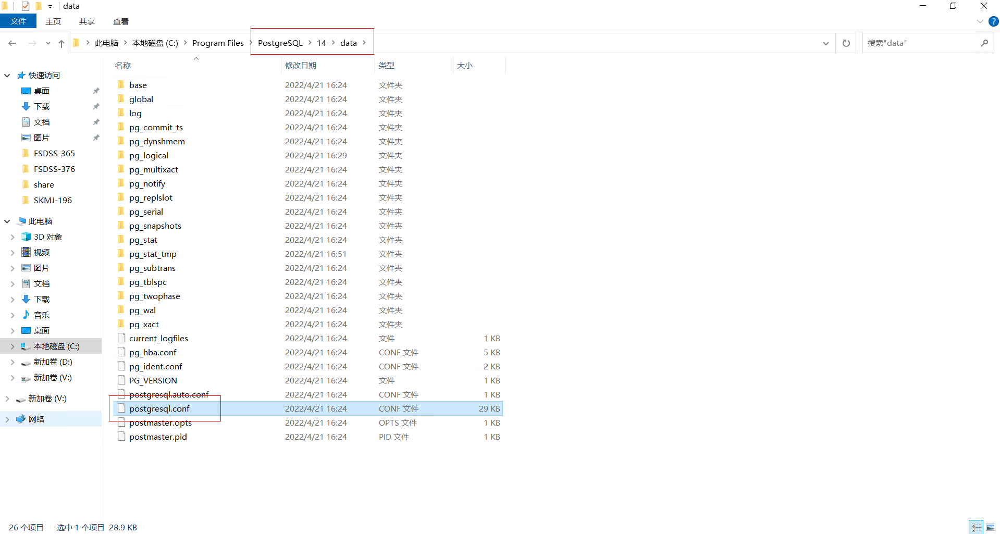 data
文件 主页 共享 查看
此电脑 本地磁盘 (C:) Program Files PostgreSQL 14 data 搜索"data"
名称 修改日期 类型 大小
快速访问
桌面
下载
文档
图片
FSDSS-365
FSDSS-376
share
SKMJ-196
此电脑
3D 对象
视频
图片
文档
下载
音乐
桌面
本地磁盘 (C:)
新加卷 (D:)
新加卷 (V:)
新加卷 (V:)
网络
base 2022/4/21 16:24 文件夹
global 2022/4/21 16:24 文件夹
log 2022/4/21 16:24 文件夹
pg_commit_ts 2022/4/21 16:24 文件夹
pg_dynshmem 2022/4/21 16:24 文件夹
pg_logical 2022/4/21 16:29 文件夹
pg_multixact 2022/4/21 16:24 文件夹
pg_notify 2022/4/21 16:24 文件夹
pg_replslot 2022/4/21 16:24 文件夹
pg_serial 2022/4/21 16:24 文件夹
pg_snapshots 2022/4/21 16:24 文件夹
pg_stat 2022/4/21 16:24 文件夹
pg_stat_tmp 2022/4/21 16:51 文件夹
pg_subtrans 2022/4/21 16:24 文件夹
pg_tblspc 2022/4/21 16:24 文件夹
pg_twophase 2022/4/21 16:24 文件夹
pg_wal 2022/4/21 16:24 文件夹
pg_xact 2022/4/21 16:24 文件夹
current_logfiles 2022/4/21 16:24 文件 1 KB
pg_hba.conf 2022/4/21 16:24 CONF 文件 5 KB
pg_ident.conf 2022/4/21 16:24 CONF 文件 2 KB
PG_VERSION 2022/4/21 16:24 文件 1 KB
postgresql.auto.conf 2022/4/21 16:24 CONF 文件 1 KB
postgresql.conf 2022/4/21 16:24 CONF 文件 29 KB
postmaster.opts 2022/4/21 16:24 OPTS 文件 1 KB
postmaster.pid 2022/4/21 16:24 PID 文件 1 KB
26 个项目 选中 1 个项目 28.9 KB